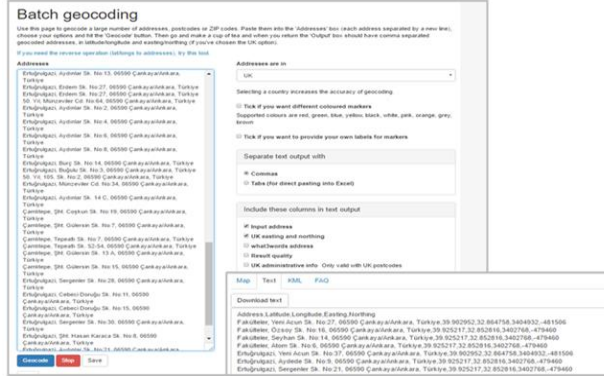 Batch geocoding
Use this page to geocode a large number of addresses, postcodes or ZIP codes. Paste them into the 'Addresses' box (each address separated by a new line),
choose your options and hit the 'Geocode' button. Then go and make a cup of tea and when you return the 'Output' box should have comma separated
geocoded addresses, in latitude/longitude and easting/northing (if you've chosen the UK option).
If you need the reverse operation (lat/longs to addresses), try this tool.
Addresses
Ertuğrulgazi, Aydınlar Sk. No:13, 06590 Çankaya/Ankara,
Türkiye
Ertuğrulgazi, Erdem Sk. No:27, 06590 Çankaya/Ankara, Türkiye
Ertuğrulgazi, Erdem Sk. No:27, 06590 Çankaya/Ankara, Türkiye
50. Yıl, Münzeviler Cd. No:64, 06590 Çankaya/Ankara, Türkiye
Ertuğrulgazi, Aydınlar Sk. No:2, 06590 Çankaya/Ankara,
Türkiye
Ertuğrulgazi, Aydınlar Sk. No:4, 06590 Çankaya/Ankara,
Türkiye
Ertuğrulgazi, Aydınlar Sk. No:6, 06590 Çankaya/Ankara,
Türkiye
Ertuğrulgazi, Aydınlar Sk. No:8, 06590 Çankaya/Ankara,
Türkiye
Ertuğrulgazi, Burç Sk. No:14, 06590 Çankaya/Ankara, Türkiye
Ertuğrulgazi, Buğulu Sk. No:3, 06590 Çankaya/Ankara, Türkiye
50. Yıl, 105. Sk. No:2, 06590 Çankaya/Ankara, Türkiye
Ertuğrulgazi, Münzeviler Cd. No:34, 06590 Çankaya/Ankara,
Türkiye
Ertuğrulgazi, Aydınlar Sk. 14 C, 06590 Çankaya/Ankara,
Türkiye
Çamlıtepe, Şht. Coşkun Sk. No:19, 06590 Çankaya/Ankara,
Türkiye
Çamlıtepe, Şht. Gülersin Sk. No:7, 06590 Çankaya/Ankara,
Türkiye
Çamlıtepe, Tepealtı Sk. No:7, 06590 Çankaya/Ankara, Türkiye
Çamlıtepe, Tepealtı Sk. 52-54, 06590 Çankaya/Ankara, Türkiye
Çamlıtepe, Şht. Gülersin Sk. 13 A, 06590 Çankaya/Ankara,
Türkiye
Çamlıtepe, Şht. Gülersin Sk. No:15, 06590 Çankaya/Ankara,
Türkiye
Ertuğrulgazi, Sergenler Sk. No:28, 06590 Çankaya/Ankara,
Türkiye
Ertuğrulgazi, Cebeci Doruğu Sk. No:11, 06590
Çankaya/Ankara, Türkiye
Ertuğrulgazi, Cebeci Doruğu Sk. No:15, 06590
Çankaya/Ankara, Türkiye
Ertuğrulgazi, Sergenler Sk. No:30, 06590 Çankaya/Ankara,
Türkiye
Ertuğrulgazi, Şht. Hasan Karaca Sk. No:8, 06590
Çankaya/Ankara, Türkiye
Ertuğrulgazi, Aydınlar Sk. No:21, 06590 Çankaya/Ankara,
Geocode Stop Save
Addresses are in
UK
Selecting a country increases the accuracy of geocoding
Tick if you want different coloured markers
Supported colours are red, green, blue, yellow, black, white, pink, orange, grey,
brown
Tick if you want to provide your own labels for markers
Separate text output with
Commas
Tabs (for direct pasting into Excel)
Include these columns in text output
Input address
UK easting and northing
what3words address
Result quality
UK administrative info Only valid with UK postcodes
Map Text KML FAQ
Download text
Address,Latitude,Longitude,Easting,Northing
Fakülteler, Yeni Acun Sk. No:27, 06590 Çankaya/Ankara, Türkiye,39.902952,32.864758,3404932,-481506
Fakülteler, Özsoy Sk. No:16, 06590 Çankaya/Ankara, Türkiye,39.925217,32.852816,3402768,-479460
Fakülteler, Seyhan Sk. No:14, 06590 Çankaya/Ankara, Türkiye,39.925217,32.852816,3402768,-479460
Fakülteler, Atom Sk. No:6, 06590 Çankaya/Ankara, Türkiye,39.925217,32.852816,3402768,-479460
Ertuğrulgazi, Yeni Acun Sk. No:37, 06590 Çankaya/Ankara, Türkiye,39.902952,32.864758,3404932,-481506
Ertuğrulgazi, Aydede Sk. No:9, 06590 Çankaya/Ankara, Türkiye,39.925217,32.852816,3402768,-479460
Ertuğrulgazi, Sergenler Sk. No:21, 06590 Çankaya/Ankara, Türkiye,39.925217,32.852816,3402768,-479460